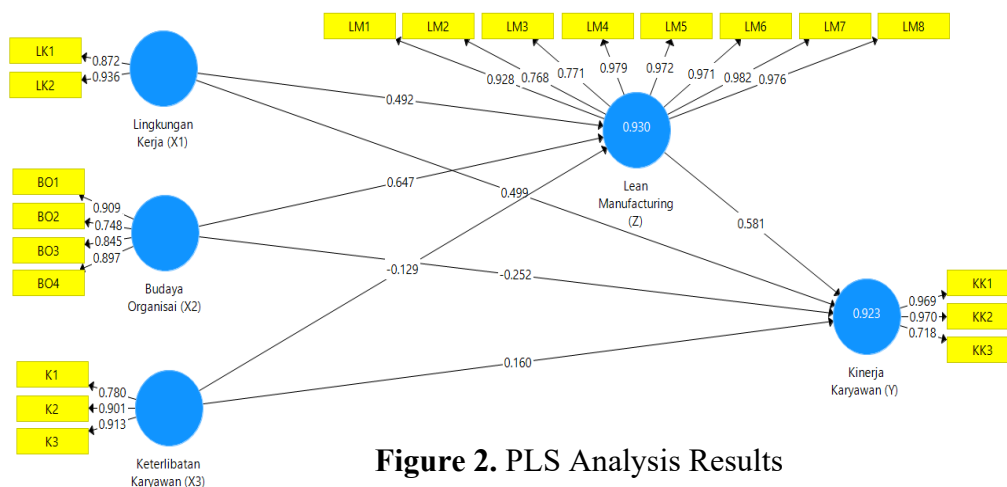 LM1
LM2
LM3
LM4
LM5
LM6
LM7
LM8
LK1
LK2
0.872
0.936
Lingkungan
Kerja (X1)
0.928
0.768
0.771
0.979
0.972
0.971
0.982
0.976
0.930
Lean
Manufacturing
(Z)
0.492
0.647
0.499
-0.129
0.581
-0.252
0.160
BO1
BO2
BO3
BO4
0.909
0.748
0.845
0.897
Budaya
Organisai (X2)
K1
K2
K3
0.780
0.901
0.913
Keterlibatan
Karyawan (X3)
0.923
Kinerja
Karyawan (Y)
0.969
0.970
0.718
KK1
KK2
KK3
Figure 2. PLS Analysis Results